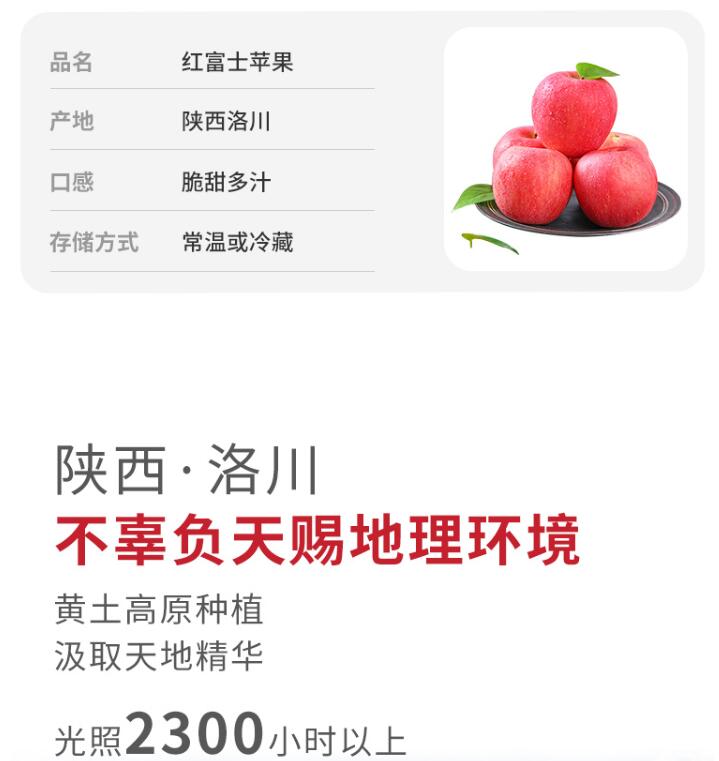 品名 红富士苹果
产地 陕西洛川
口感 脆甜多汁
存储方式 常温或冷藏
陕西·洛川
不辜负天赐地理环境
黄土高原种植
汲取天地精华
光照2300小时以上